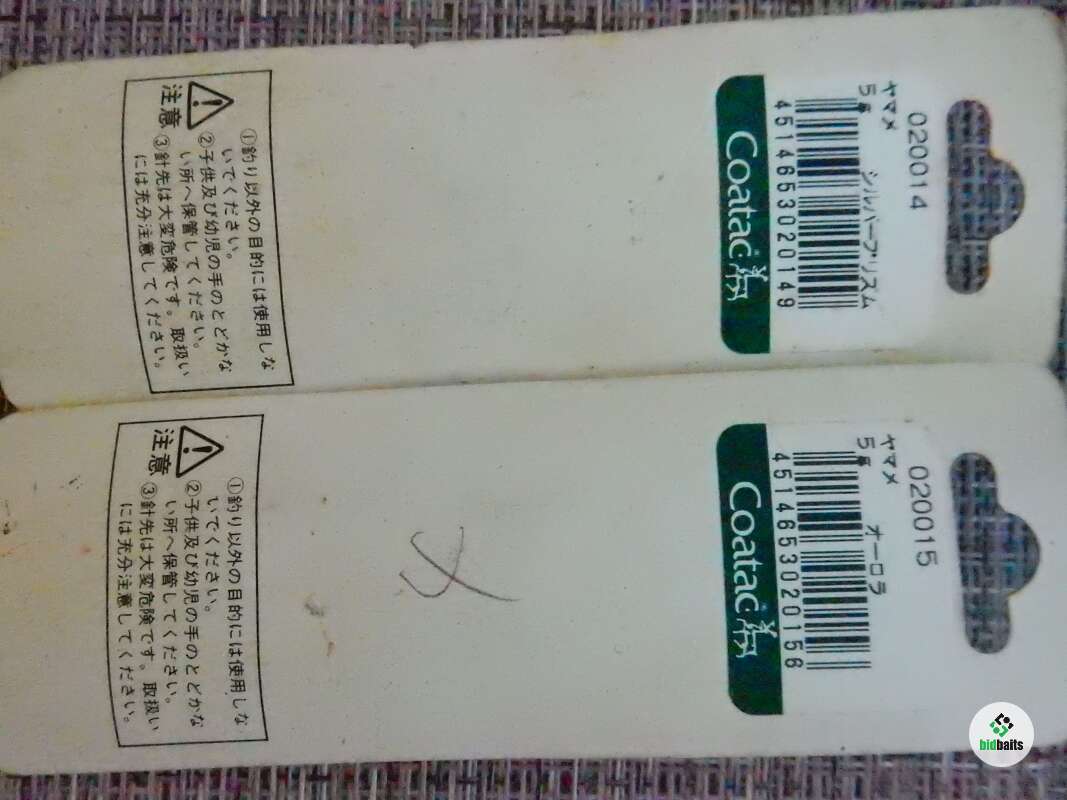 020014
ヤマメ シルバープリズム
5g
4514653020149
Coatac
注意
①釣り以外の目的には使用しな
いでください。
②子供及び幼児の手のとどかな
い所へ保管してください。
③針先は大変危険です。取扱い
には充分注意してください。
020015
ヤマメ オーロラ
5g
4514653020156
Coatac
4
注意
①釣り以外の目的には使用しな
いでください。
②子供及び幼児の手のとどかな
い所へ保管してください。
③針先は大変危険です。取扱い
には充分注意してください。
bidbaits